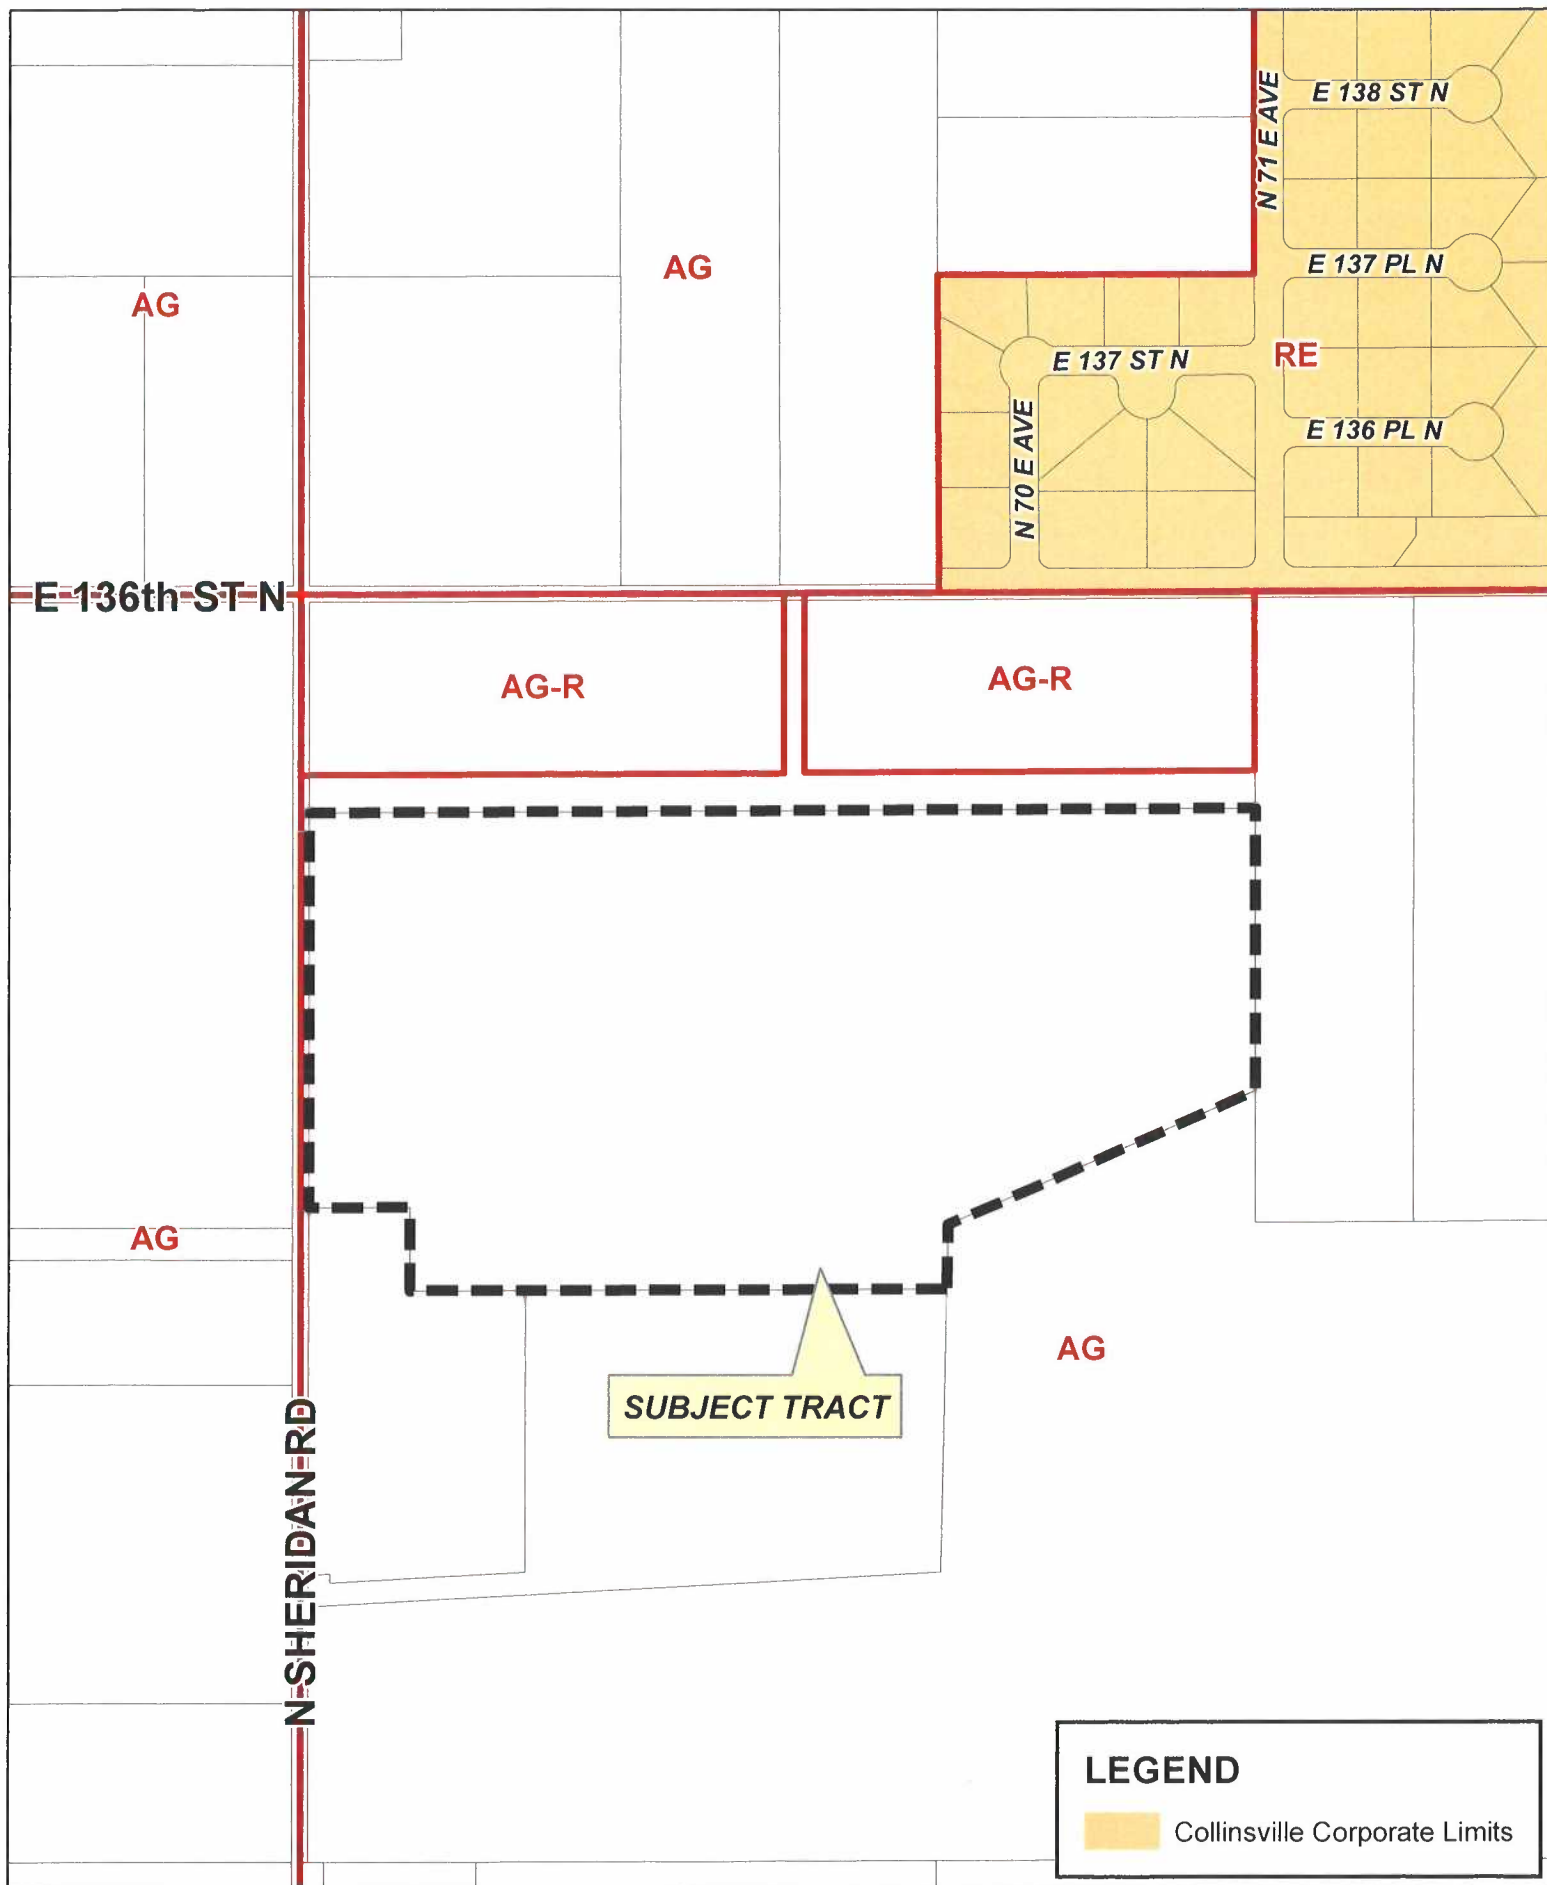 E 138 ST N
N 71 E AVE
E 137 PL N
AG
AG
E 137 ST N
RE
E 136 PL N
N 70 E AVE
E 136th ST N
AG-R
AG-R
AG
AG
SUBJECT TRACT
N SHERIDAN RD
LEGEND
Collinsville Corporate Limits